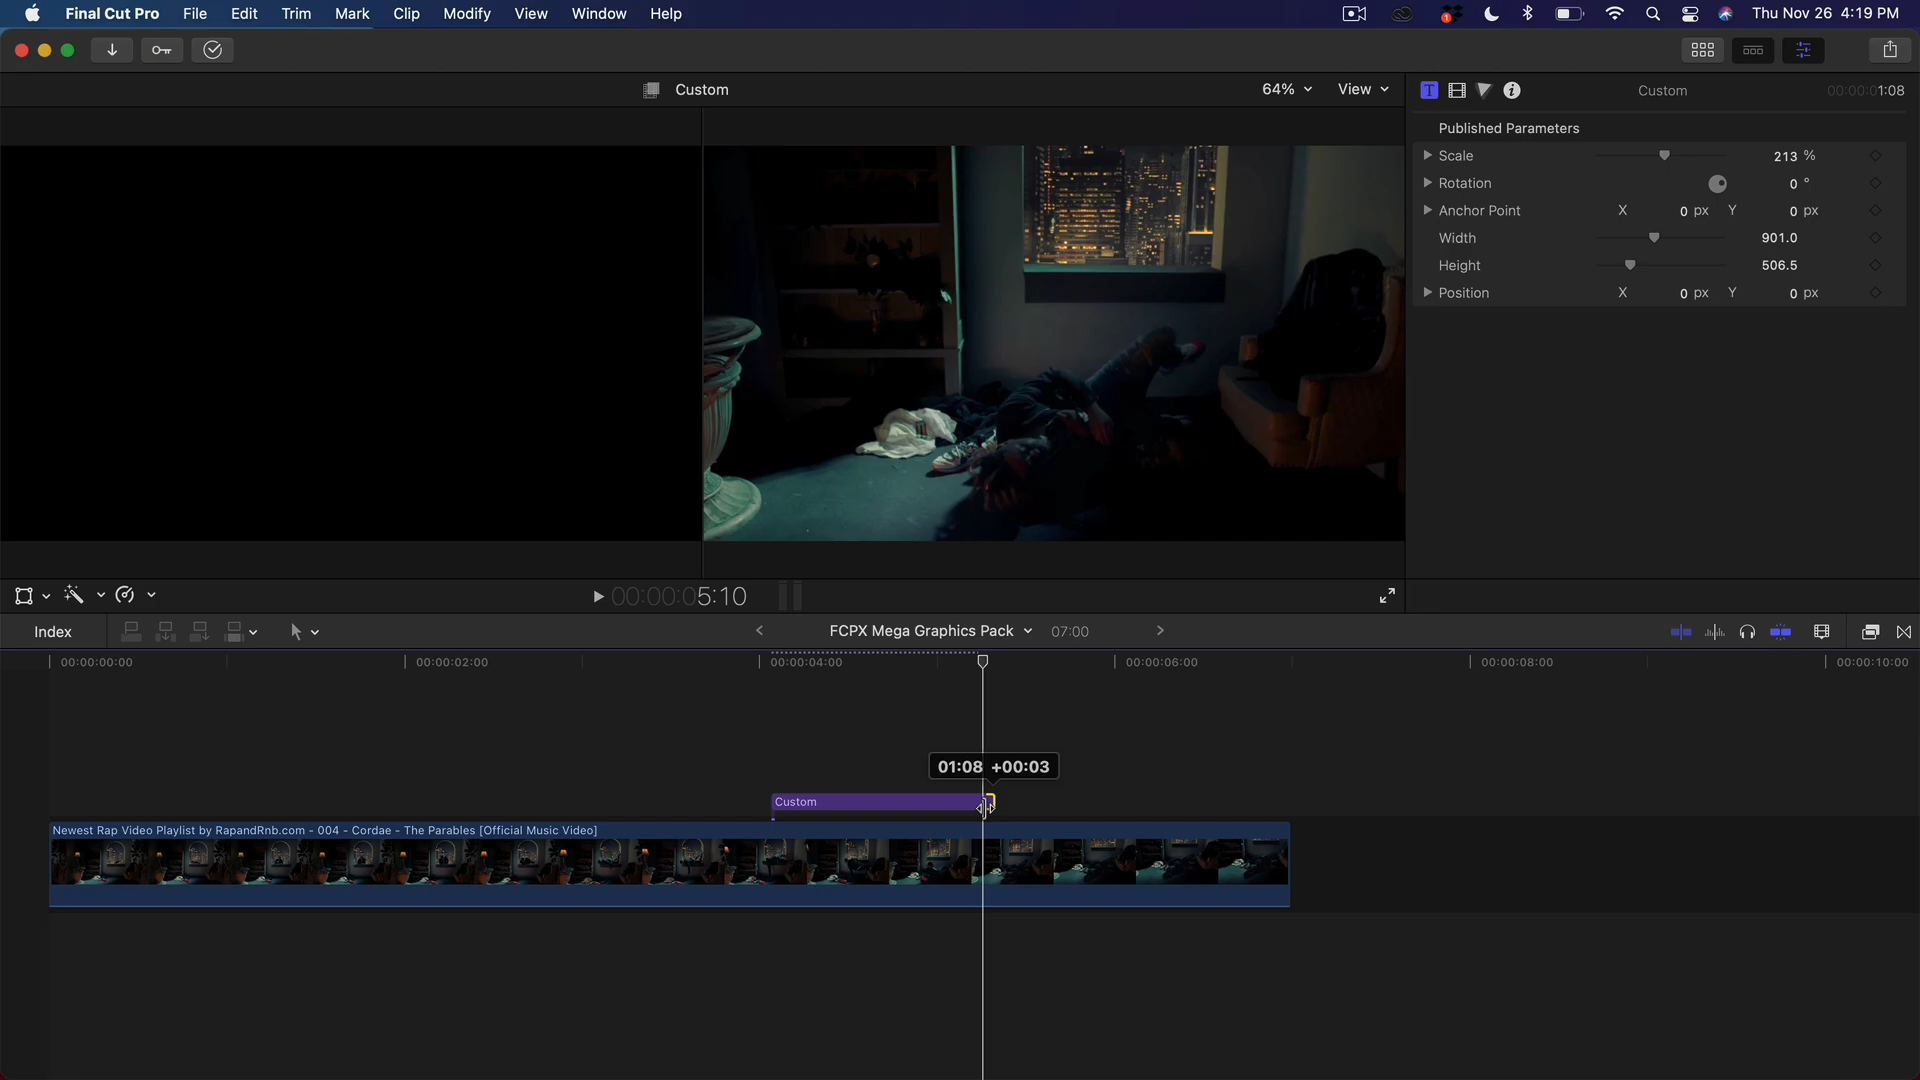 Final Cut Pro File Edit Trim Mark Clip Modify View Window Help 1 Thu Nov 26 4:19 PM
Custom 64% View T Custom 00:00:01:08
Published Parameters
Scale 213 %
Rotation 0 °
Anchor Point X 0 px Y 0 px
Width 901.0
Height 506.5
Position X 0 px Y 0 px
00:00:05:10
Index FCPX Mega Graphics Pack 07:00
00:00:00:00 00:00:02:00 00:00:04:00 00:00:06:00 00:00:08:00 00:00:10:00
01:08 +00:03
Custom
Newest Rap Video Playlist by RapandRnb.com - 004 - Cordae - The Parables [Official Music Video]